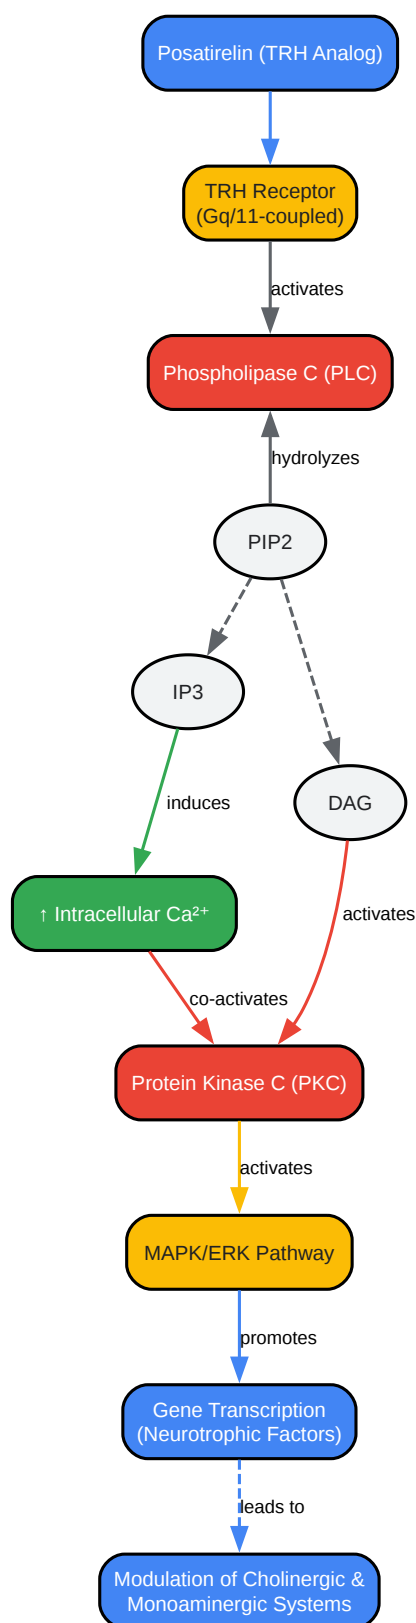 Posatirelin (TRH Analog)
TRH Receptor
(Gq/11-coupled)
activates
Phospholipase C (PLC)
hydrolyzes
PIP2
IP3
induces
DAG
↑ Intracellular Ca²⁺
activates
co-activates
Protein Kinase C (PKC)
activates
MAPK/ERK Pathway
promotes
Gene Transcription
(Neurotrophic Factors)
leads to
Modulation of Cholinergic &
Monoaminergic Systems